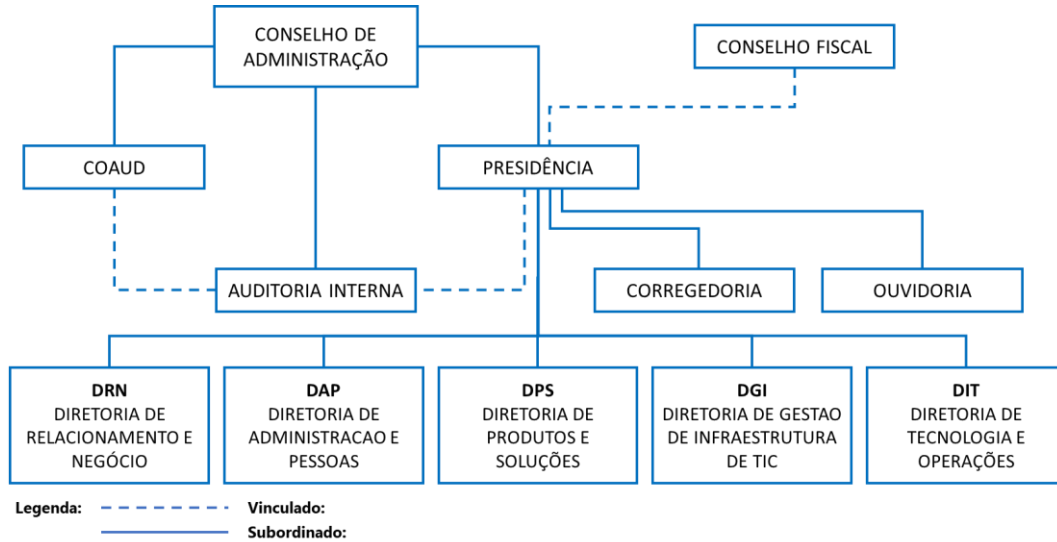 CONSELHO DE
ADMINISTRAÇÃO
CONSELHO FISCAL
COAUD
PRESIDÊNCIA
AUDITORIA INTERNA
CORREGEDORIA
OUVIDORIA
DRN
DIRETORIA DE
RELACIONAMENTO E
NEGÓCIO
DAP
DIRETORIA DE
ADMINISTRACAO E
PESSOAS
DPS
DIRETORIA DE
PRODUTOS E
SOLUÇÕES
DGI
DIRETORIA DE GESTAO
DE INFRAESTRUTURA
DE TIC
DIT
DIRETORIA DE
TECNOLOGIA E
OPERAÇÕES
Legenda: Vinculado:
Subordinado: